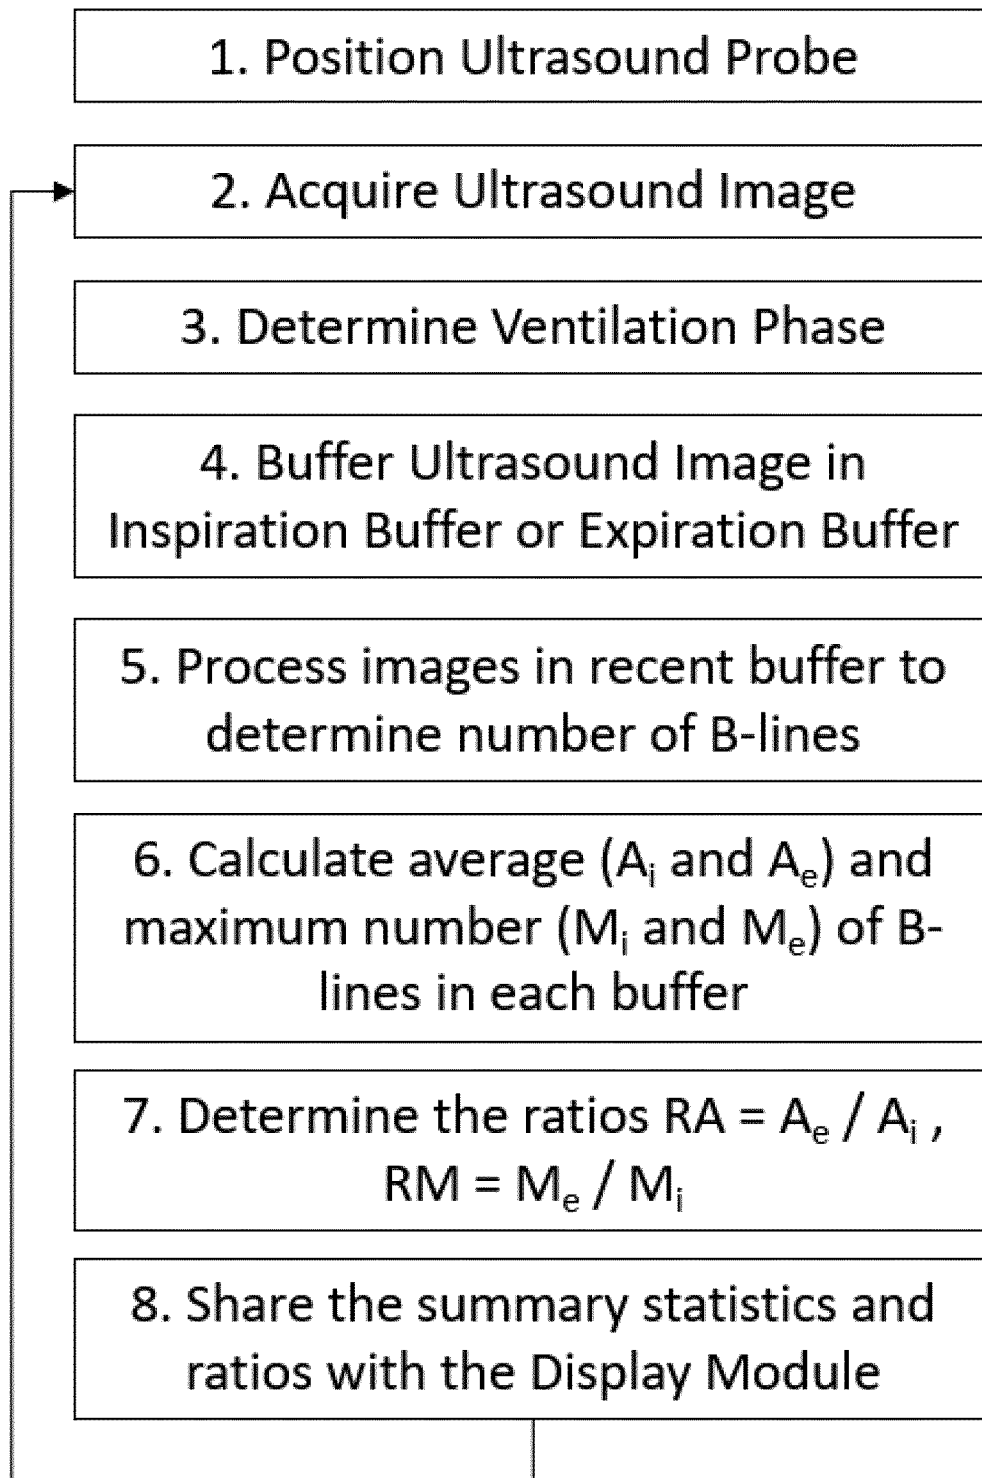 1. Position Ultrasound Probe
2. Acquire Ultrasound Image
3. Determine Ventilation Phase
4. Buffer Ultrasound Image in
Inspiration Buffer or Expiration Buffer
5. Process images in recent buffer to
determine number of B-lines
6. Calculate average (Aᵢ and Aₑ) and
maximum number (Mᵢ and Mₑ) of B-
lines in each buffer
7. Determine the ratios RA = Aₑ / Aᵢ ,
RM = Mₑ / Mᵢ
8. Share the summary statistics and
ratios with the Display Module